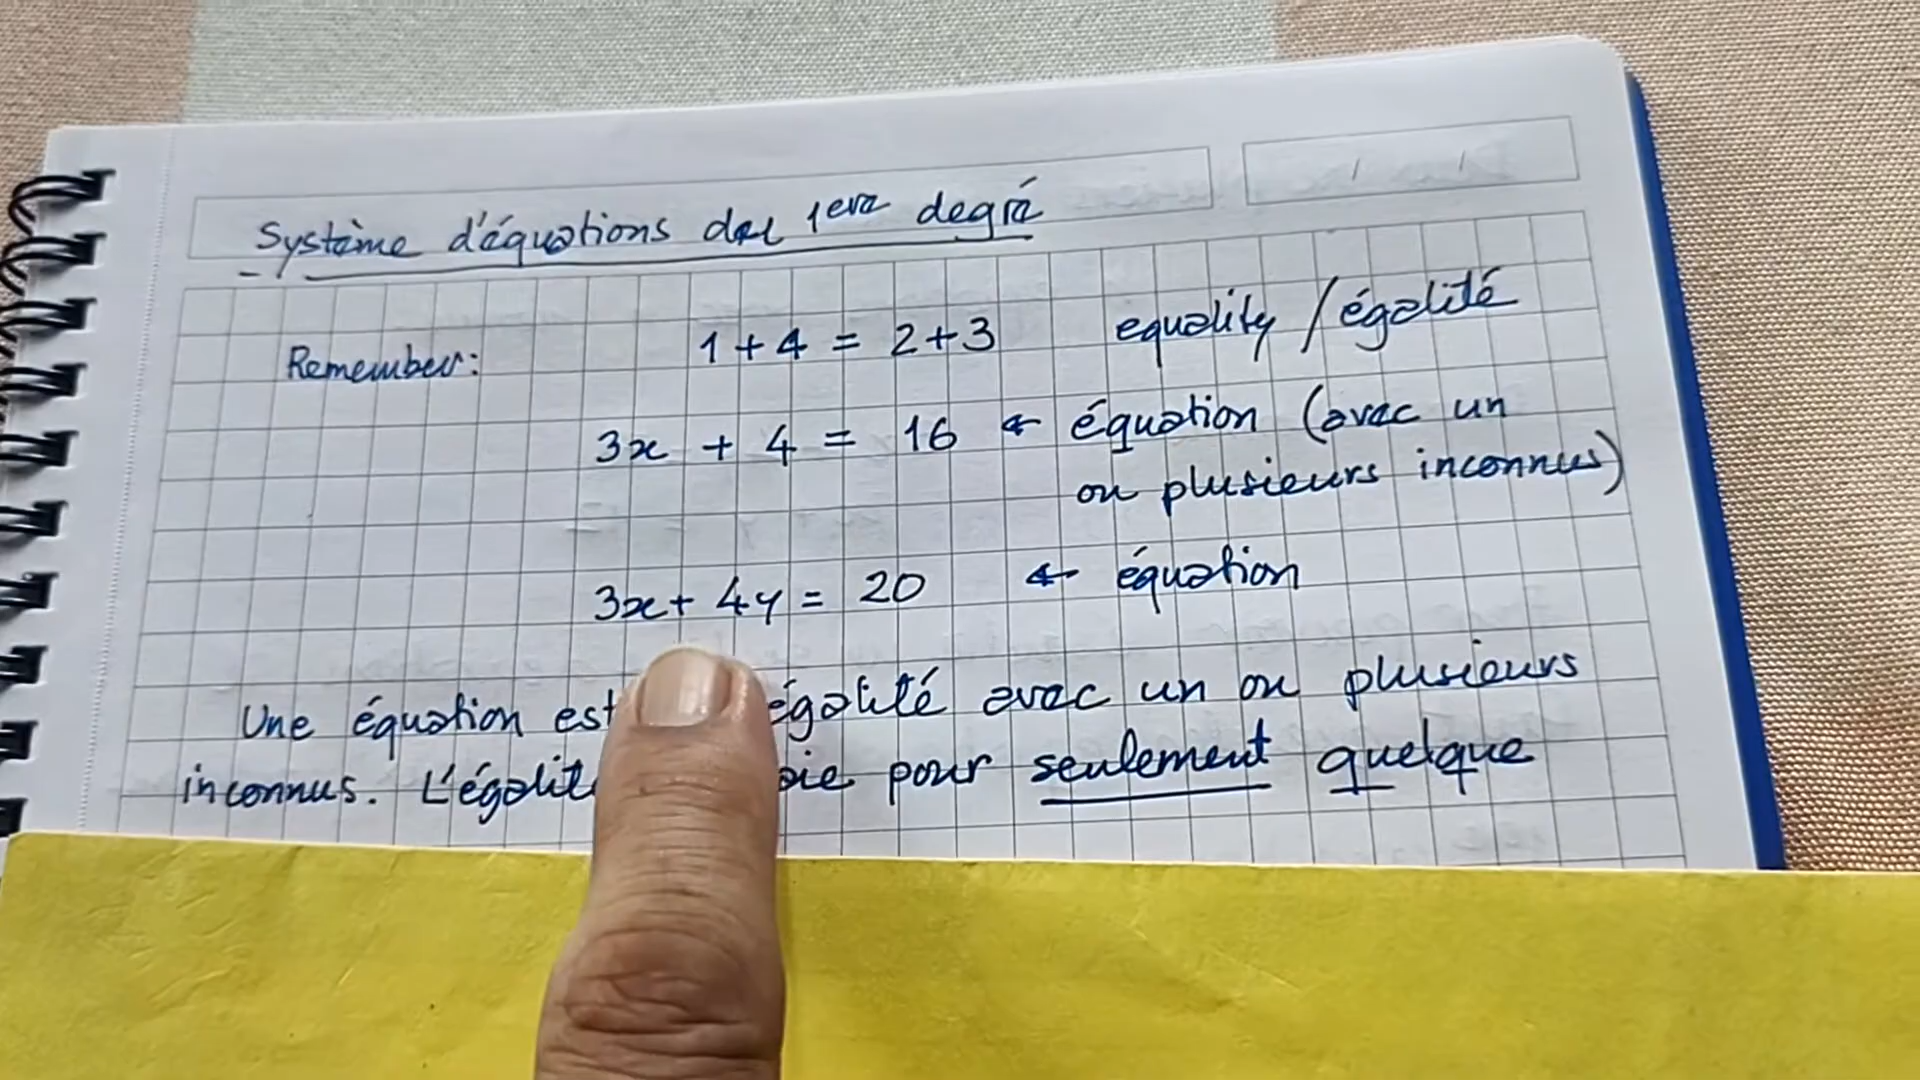 Système d'équations du 1ere degré
Remember: 1 + 4 = 2 + 3 equality / égalité
3x + 4 = 16 ← équation (avec un
ou plusieurs inconnus)
3x + 4y = 20 ← équation
Une équation est égalité avec un ou plusieurs
inconnus. L'égalité pour seulement quelque